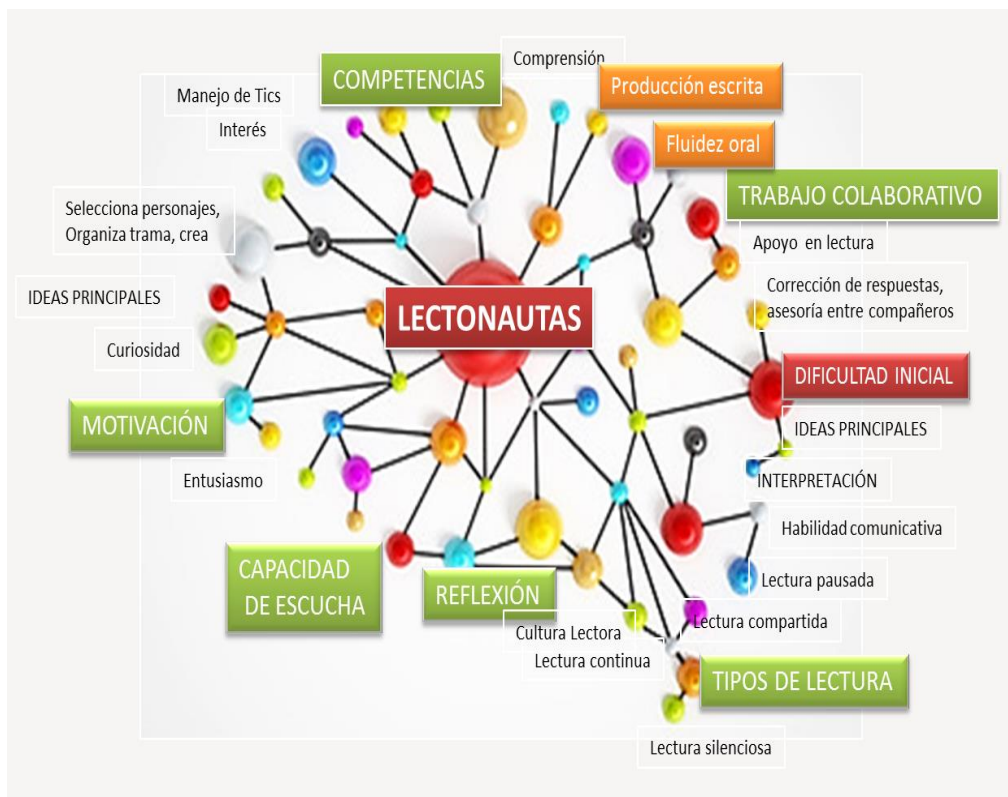 Comprensión
COMPETENCIAS
Producción escrita
Manejo de Tics
Interés
Fluidez oral
TRABAJO COLABORATIVO
Selecciona personajes,
Organiza trama, crea
Apoyo en lectura
Corrección de respuestas,
asesoría entre compañeros
IDEAS PRINCIPALES
LECTONAUTAS
Curiosidad
DIFICULTAD INICIAL
MOTIVACIÓN
IDEAS PRINCIPALES
Entusiasmo
INTERPRETACIÓN
Habilidad comunicativa
CAPACIDAD
DE ESCUCHA
REFLEXIÓN
Lectura pausada
Lectura compartida
Cultura Lectora
Lectura continua
TIPOS DE LECTURA
Lectura silenciosa